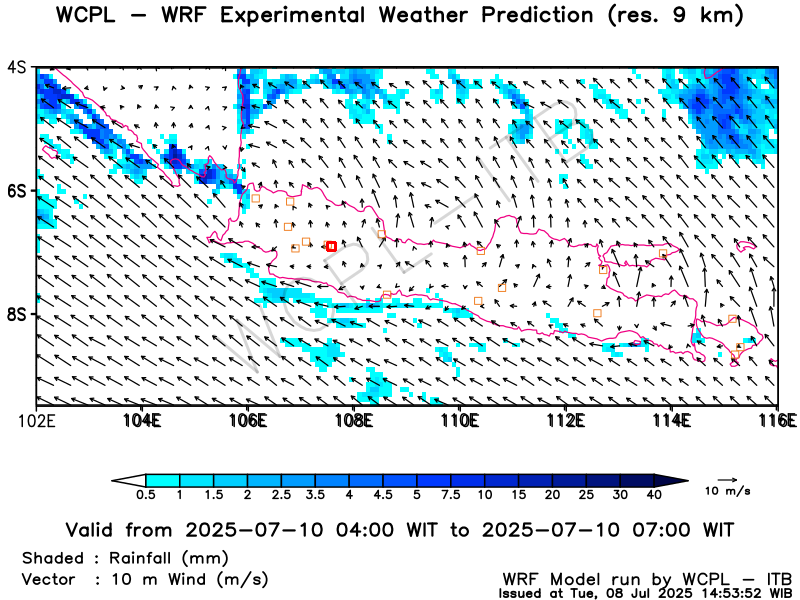 WCPL – WRF Experimental Weather Prediction (res. 9 km)
4S
6S
8S
102E 104E 106E 108E 110E 112E 114E 116E
WCPL–ITB
0.5 1 1.5 2 2.5 3.5 4 4.5 5 7.5 10 15 20 25 30 40
10 m/s
Valid from 2025–07–10 04:00 WIT to 2025–07–10 07:00 WIT
Shaded : Rainfall (mm)
Vector : 10 m Wind (m/s)
WRF Model run by WCPL – ITB
Issued at Tue, 08 Jul 2025 14:53:52 WIB